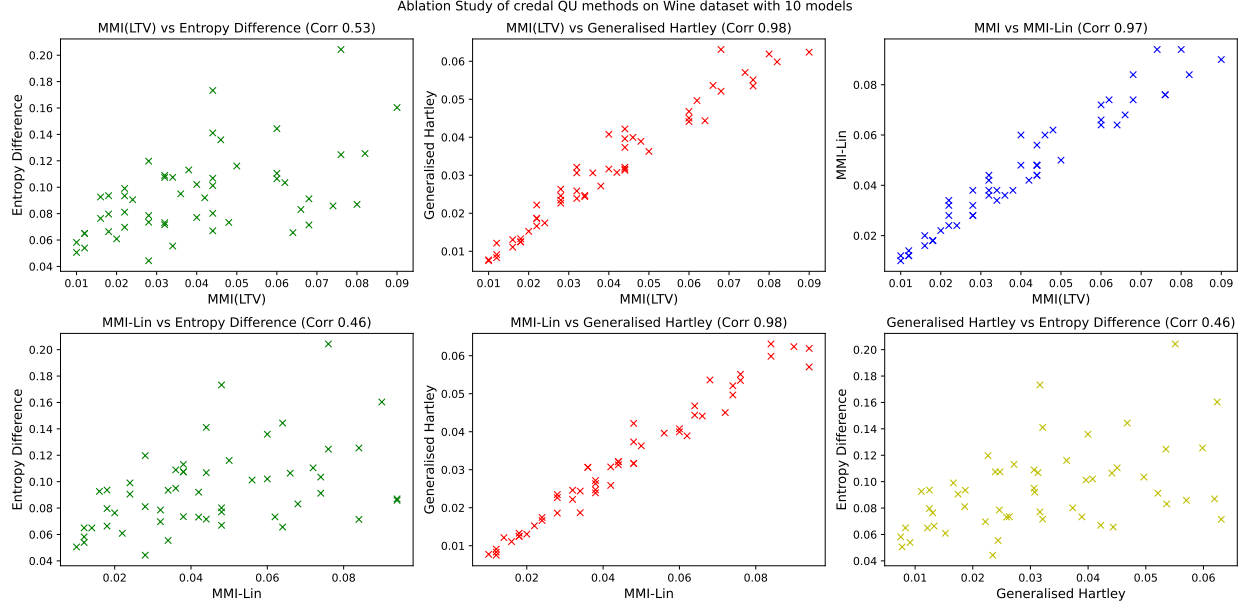 Ablation Study of credal QU methods on Wine dataset with 10 models
MMI(LTV) vs Entropy Difference (Corr 0.53)
Entropy Difference
0.20
0.18
0.16
0.14
0.12
0.10
0.08
0.06
0.04
0.01 0.02 0.03 0.04 0.05 0.06 0.07 0.08 0.09
MMI(LTV)
MMI(LTV) vs Generalised Hartley (Corr 0.98)
Generalised Hartley
0.06
0.05
0.04
0.03
0.02
0.01
0.01 0.02 0.03 0.04 0.05 0.06 0.07 0.08 0.09
MMI(LTV)
MMI vs MMI-Lin (Corr 0.97)
MMI-Lin
0.08
0.06
0.04
0.02
0.01 0.02 0.03 0.04 0.05 0.06 0.07 0.08 0.09
MMI(LTV)
MMI-Lin vs Entropy Difference (Corr 0.46)
Entropy Difference
0.20
0.18
0.16
0.14
0.12
0.10
0.08
0.06
0.04
0.02 0.04 0.06 0.08
MMI-Lin
MMI-Lin vs Generalised Hartley (Corr 0.98)
Generalised Hartley
0.06
0.05
0.04
0.03
0.02
0.01
0.02 0.04 0.06 0.08
MMI-Lin
Generalised Hartley vs Entropy Difference (Corr 0.46)
Entropy Difference
0.20
0.18
0.16
0.14
0.12
0.10
0.08
0.06
0.04
0.01 0.02 0.03 0.04 0.05 0.06
Generalised Hartley